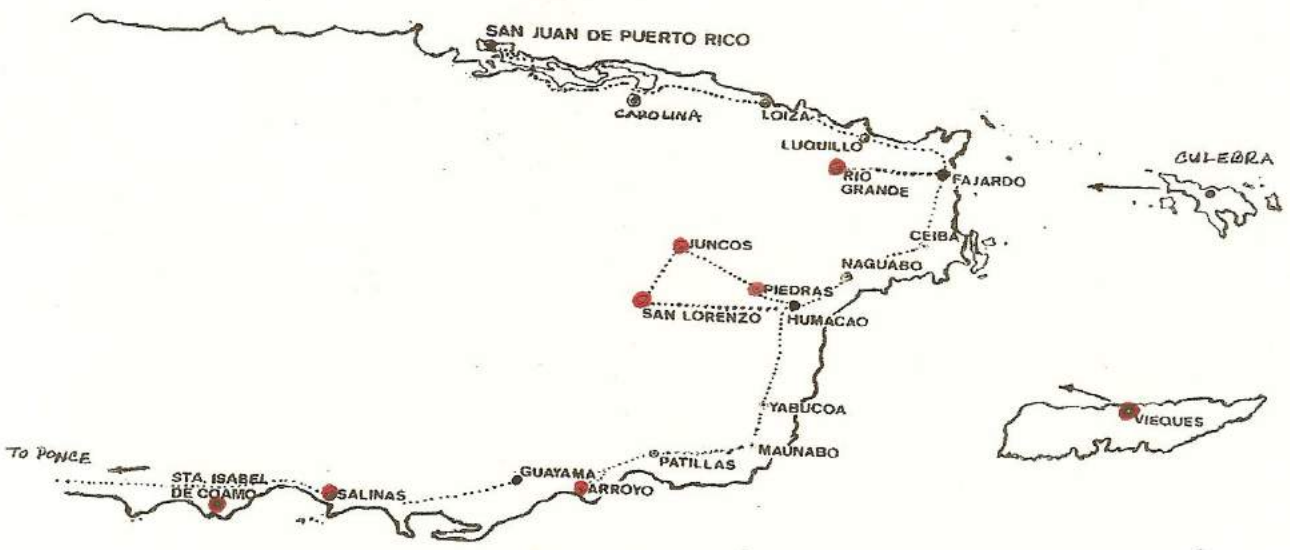 SAN JUAN DE PUERTO RICO
CAROLINA
LOIZA
LUQUILLO
RIO
GRANDE
FAJARDO
CULEBRA
CEIBA
JUNCOS
NAGUABO
PIEDRAS
SAN LORENZO
HUMACAO
YABUCOA
VIEQUES
MAUNABO
PATILLAS
TO PONCE
GUAYAMA
STA. ISABEL
DE COAMO
SALINAS
ARROYO